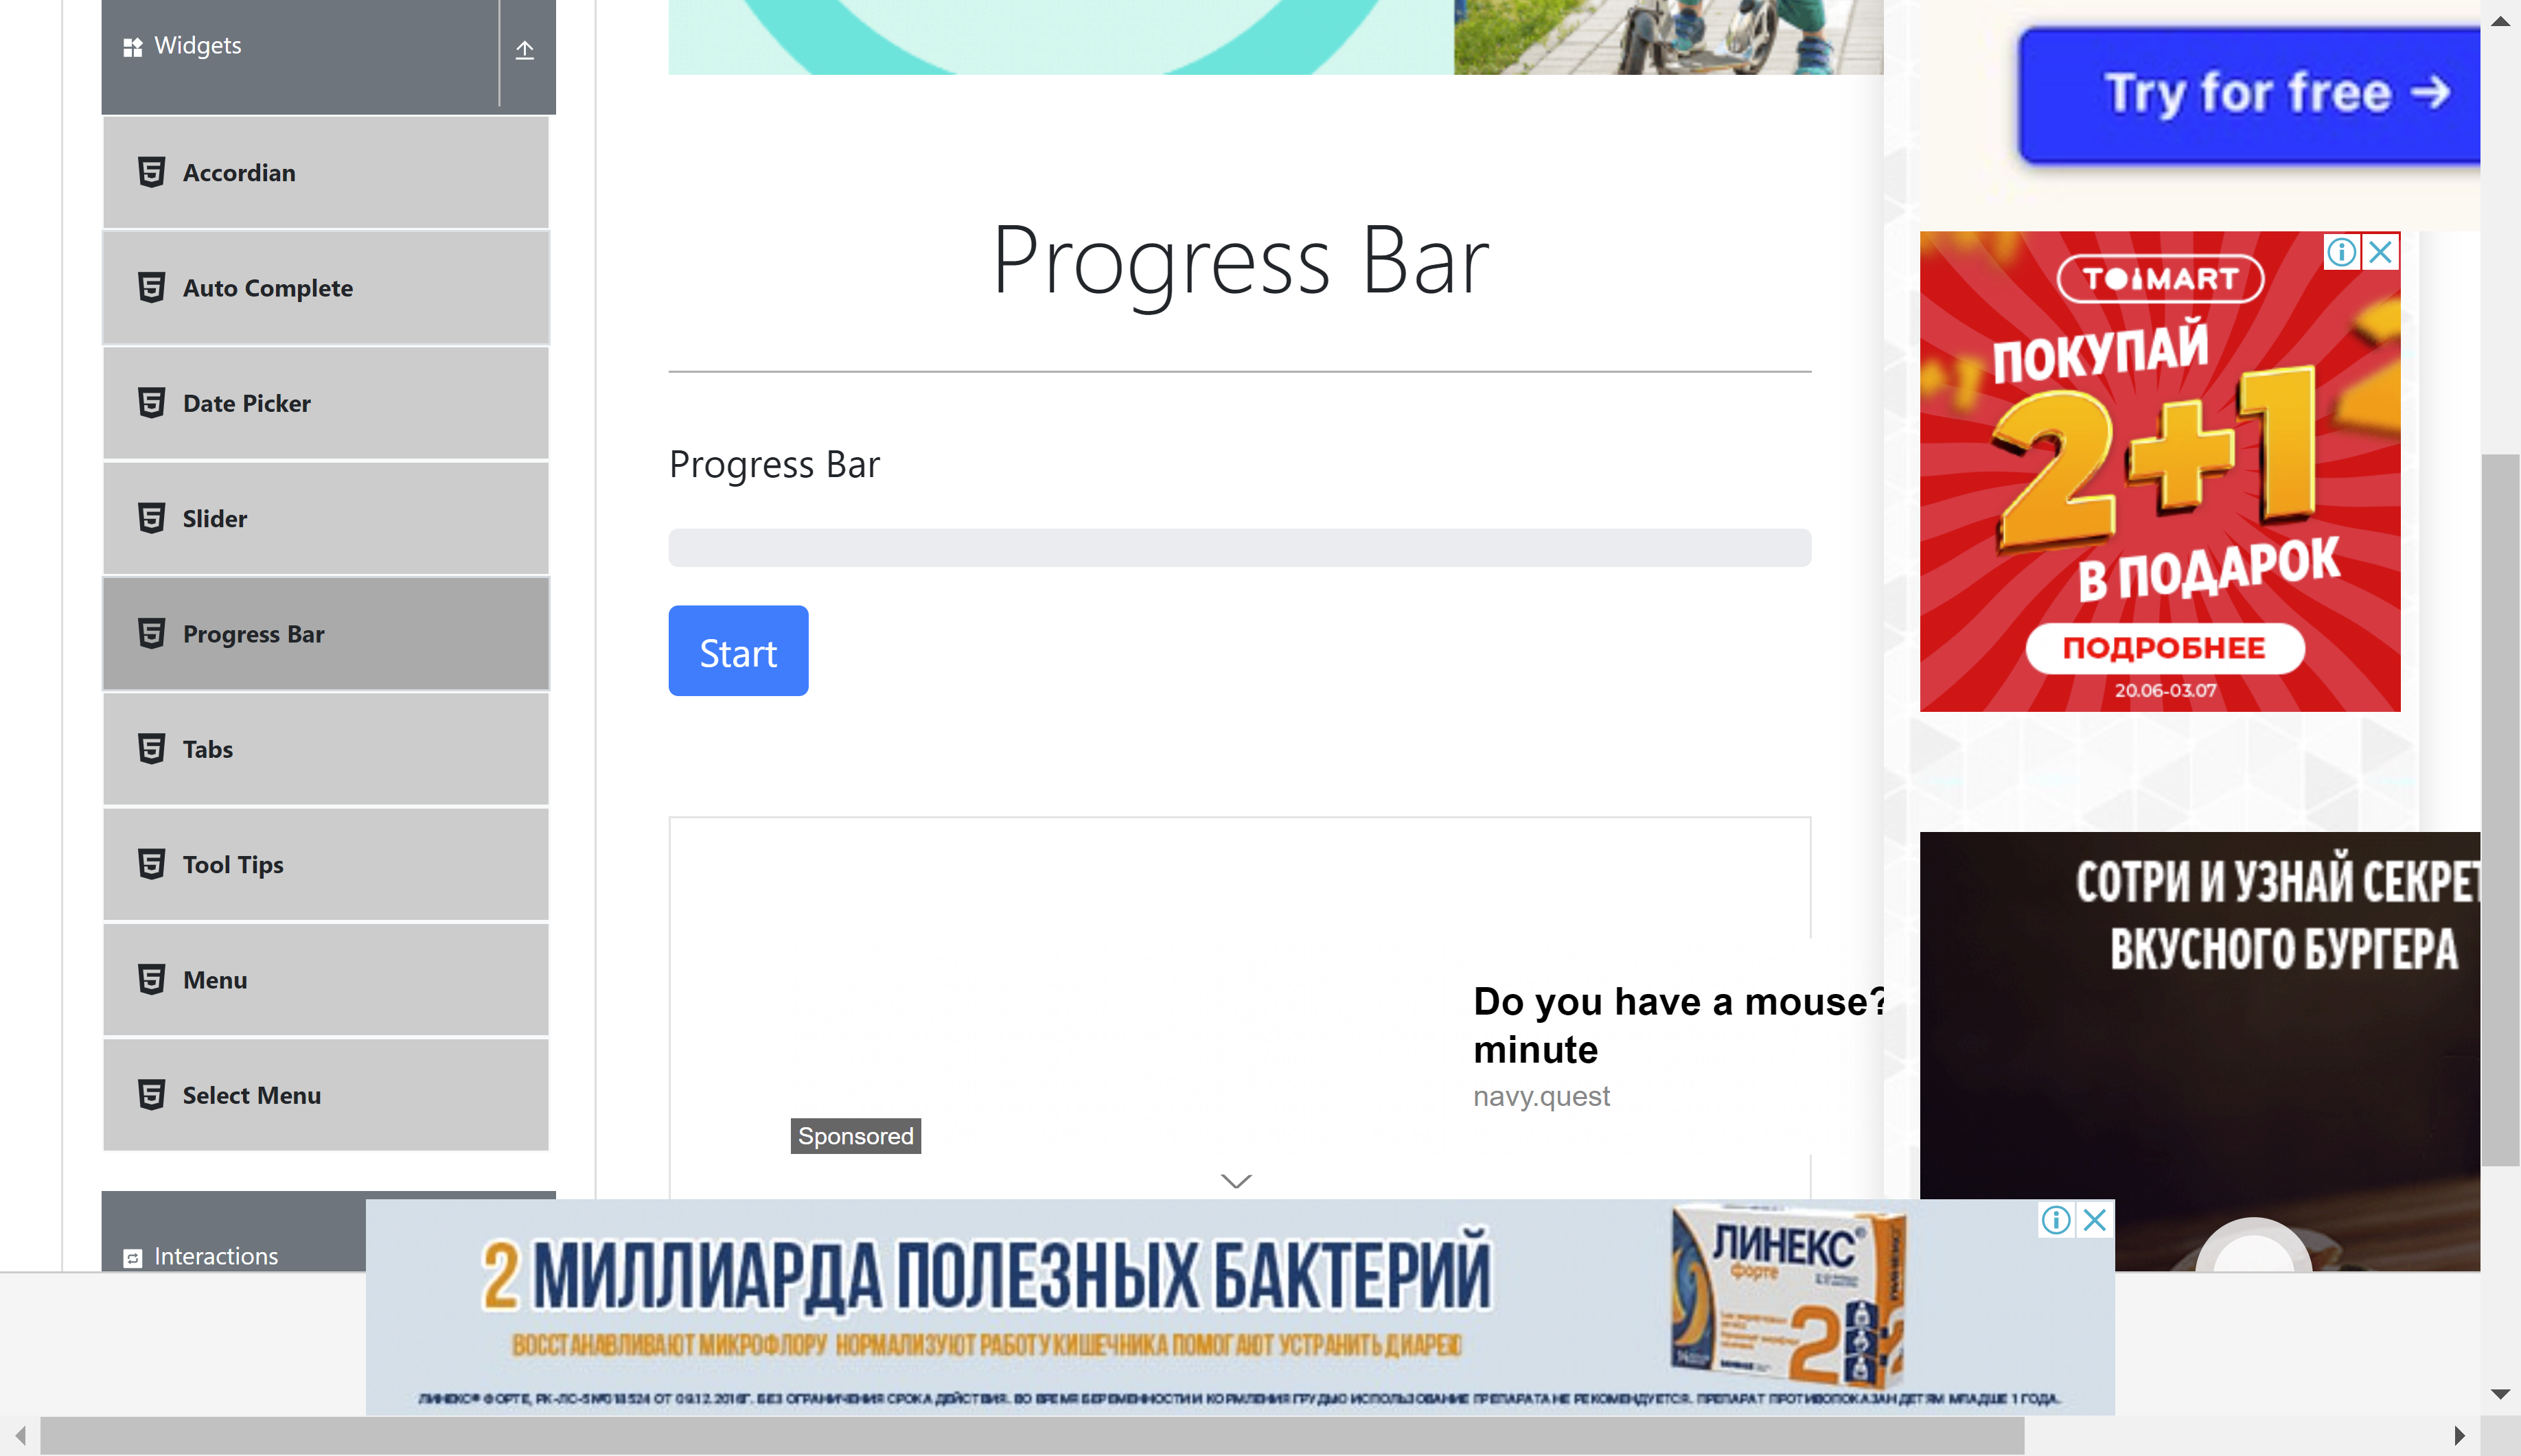 Widgets
Accordian
Auto Complete
Date Picker
Slider
Progress Bar
Tabs
Tool Tips
Menu
Select Menu
Interactions
Progress Bar
Progress Bar
Start
Do you have a mouse?
minute
navy.quest
Sponsored
Try for free →
TOIMART
ПОКУПАЙ
2+1
В ПОДАРОК
ПОДРОБНЕЕ
20.06-03.07
СОТРИ И УЗНАЙ СЕКРЕТ
ВКУСНОГО БУРГЕРА
2 МИЛЛИАРДА ПОЛЕЗНЫХ БАКТЕРИЙ
ВОССТАНАВЛИВАЮТ МИКРОФЛОРУ НОРМАЛИЗУЮТ РАБОТУ КИШЕЧНИКА ПОМОГАЮТ УСТРАНИТЬ ДИАРЕЮ
ЛИНЕКС® ФОРТЕ, РК-ЛС-5№018524 ОТ 09.12.2016Г. БЕЗ ОГРАНИЧЕНИЯ СРОКА ДЕЙСТВИЯ. ВО ВРЕМЯ БЕРЕМЕННОСТИ И КОРМЛЕНИЯ ГРУДЬЮ ИСПОЛЬЗОВАНИЕ ПРЕПАРАТА НЕ РЕКОМЕНДУЕТСЯ. ПРЕПАРАТ ПРОТИВОПОКАЗАН ДЕТЯМ МЛАДШЕ 1 ГОДА.
ЛИНЕКС®
форте
2